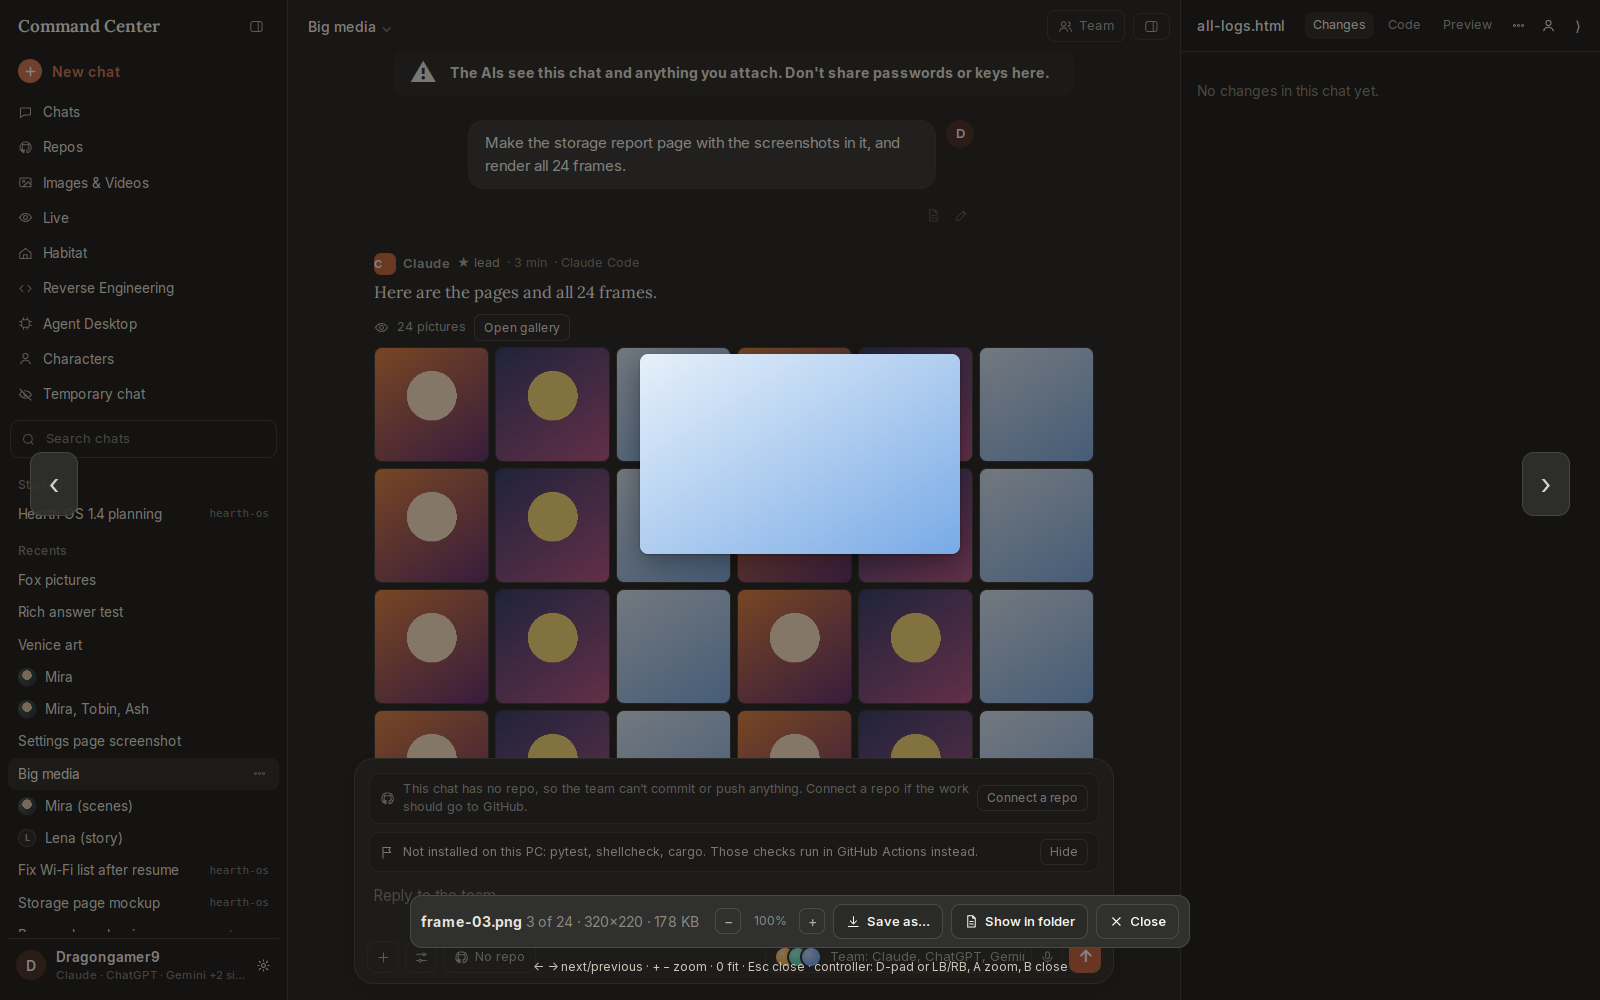 Command Center
New chat
Chats
Repos
Images & Videos
Live
Habitat
Reverse Engineering
Agent Desktop
Characters
Temporary chat
Search chats
Hearth OS 1.4 planning hearth-os
Recents
Fox pictures
Rich answer test
Venice art
Mira
Mira, Tobin, Ash
Settings page screenshot
Big media
Mira (scenes)
L Lena (story)
Fix Wi-Fi list after resume hearth-os
Storage page mockup hearth-os
D Dragongamer9
Claude · ChatGPT · Gemini +2 si...
Big media
Team
The AIs see this chat and anything you attach. Don't share passwords or keys here.
Make the storage report page with the screenshots in it, and
render all 24 frames.
D
C Claude ★ lead · 3 min · Claude Code
Here are the pages and all 24 frames.
24 pictures Open gallery
This chat has no repo, so the team can't commit or push anything. Connect a repo if the work
should go to GitHub.
Connect a repo
Not installed on this PC: pytest, shellcheck, cargo. Those checks run in GitHub Actions instead.
Hide
Reply to the team
frame-03.png 3 of 24 · 320×220 · 178 KB − 100% + Save as... Show in folder Close
No repo
Team: Claude, ChatGPT, Gemii
← → next/previous · + − zoom · 0 fit · Esc close · controller: D-pad or LB/RB, A zoom, B close
all-logs.html Changes Code Preview
No changes in this chat yet.